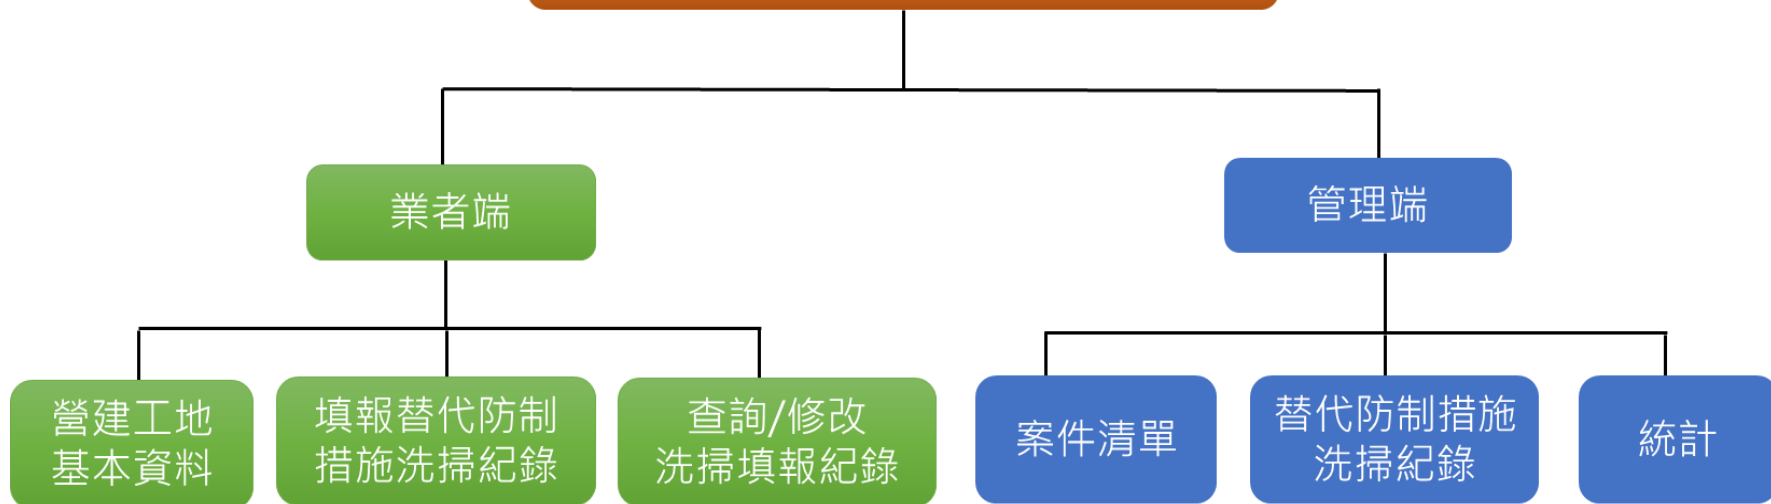 業者端
管理端
營建工地
基本資料
填報替代防制
措施洗掃紀錄
查詢/修改
洗掃填報紀錄
案件清單
替代防制措施
洗掃紀錄
統計